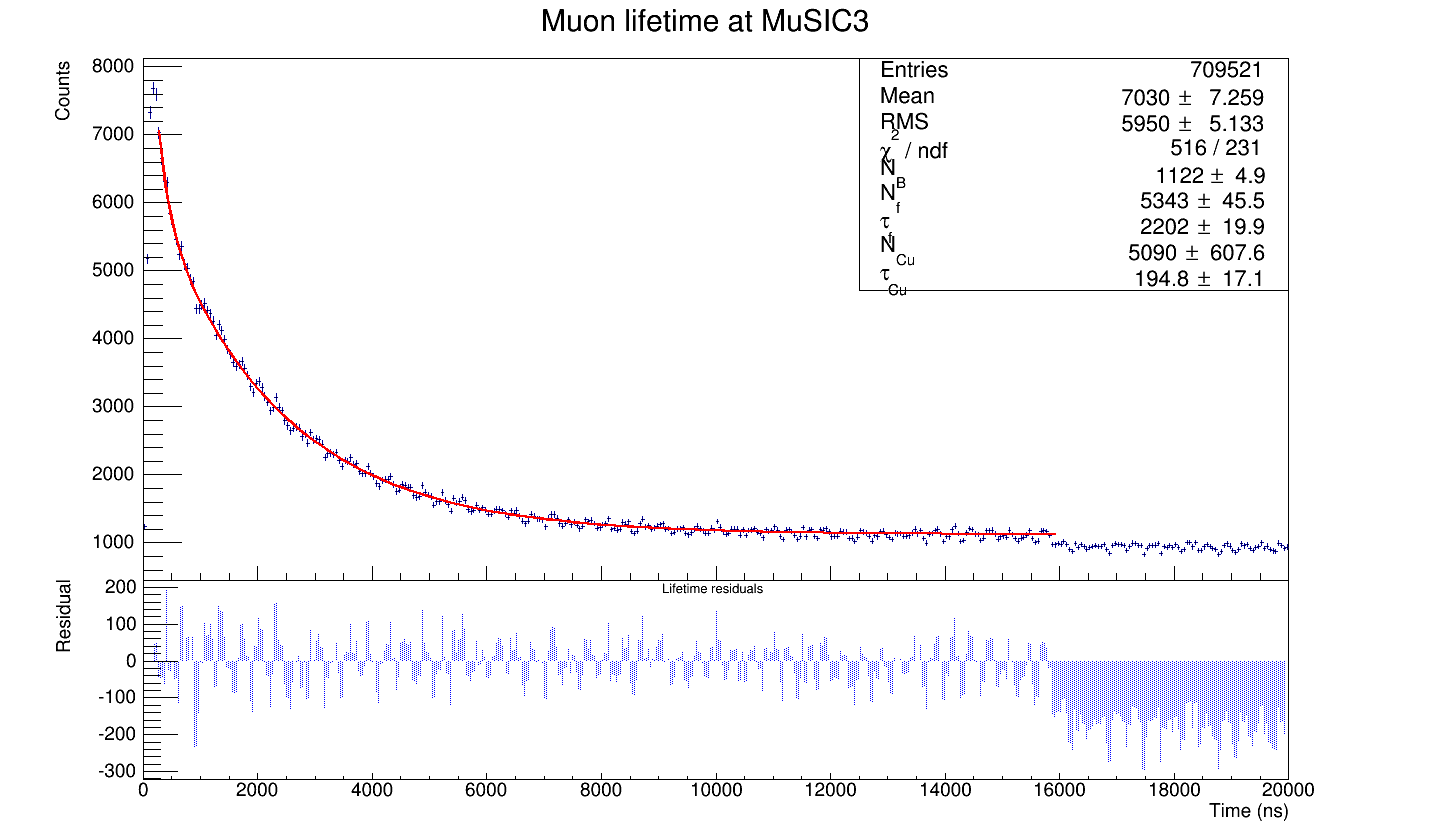 Muon lifetime at MuSIC3
Counts
8000
7000
6000
5000
4000
3000
2000
1000
Entries 709521
Mean 7030 ± 7.259
RMS 5950 ± 5.133
χ² / ndf 516 / 231
N_B 1122 ± 4.9
N_f 5343 ± 45.5
τ_f 2202 ± 19.9
N_Cu 5090 ± 607.6
τ_Cu 194.8 ± 17.1
Lifetime residuals
Residual
200
100
0
-100
-200
-300
0 2000 4000 6000 8000 10000 12000 14000 16000 18000 20000
Time (ns)